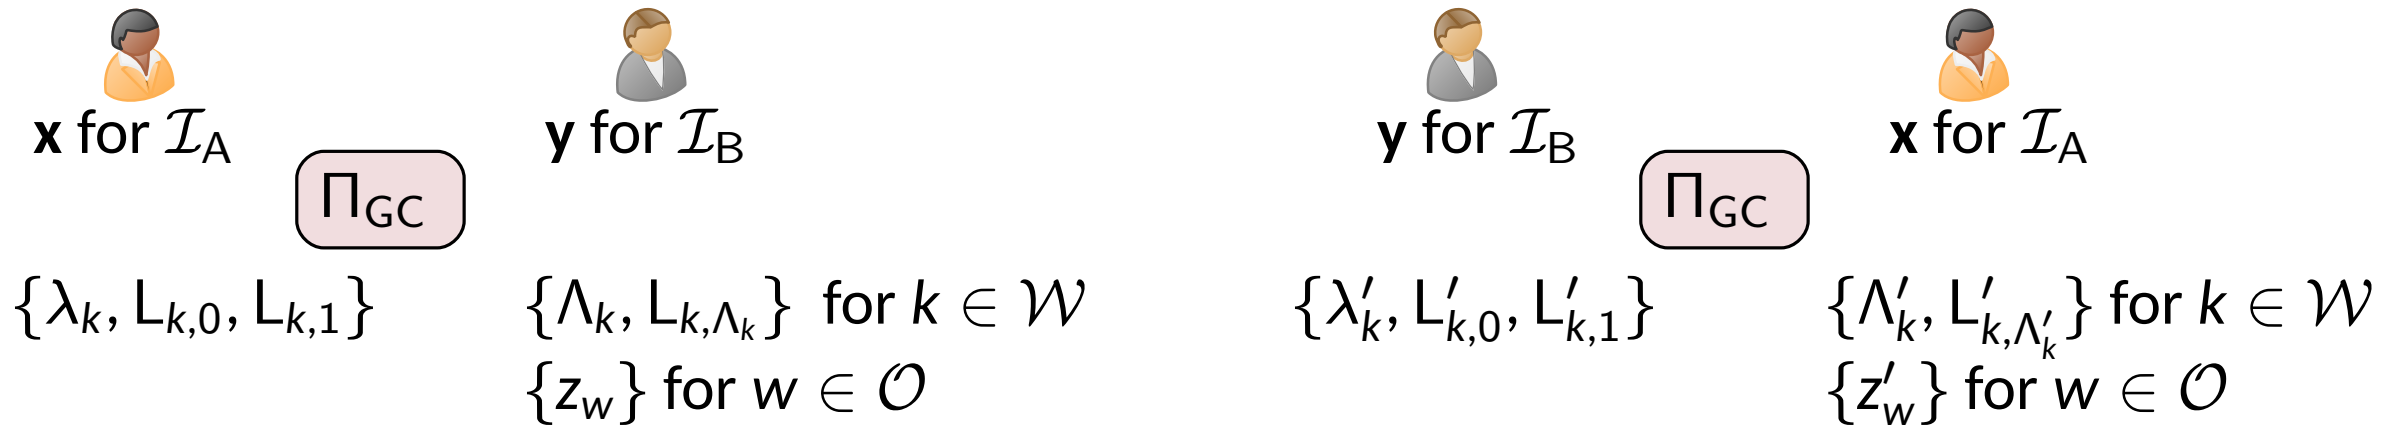 x for 𝓘_A y for 𝓘_B y for 𝓘_B x for 𝓘_A
Π_GC Π_GC
{λ_k, L_{k,0}, L_{k,1}} {Λ_k, L_{k,Λ_k}} for k ∈ 𝒲 {λ′_k, L′_{k,0}, L′_{k,1}} {Λ′_k, L′_{k,Λ′_k}} for k ∈ 𝒲
{z_w} for w ∈ 𝒪 {z′_w} for w ∈ 𝒪